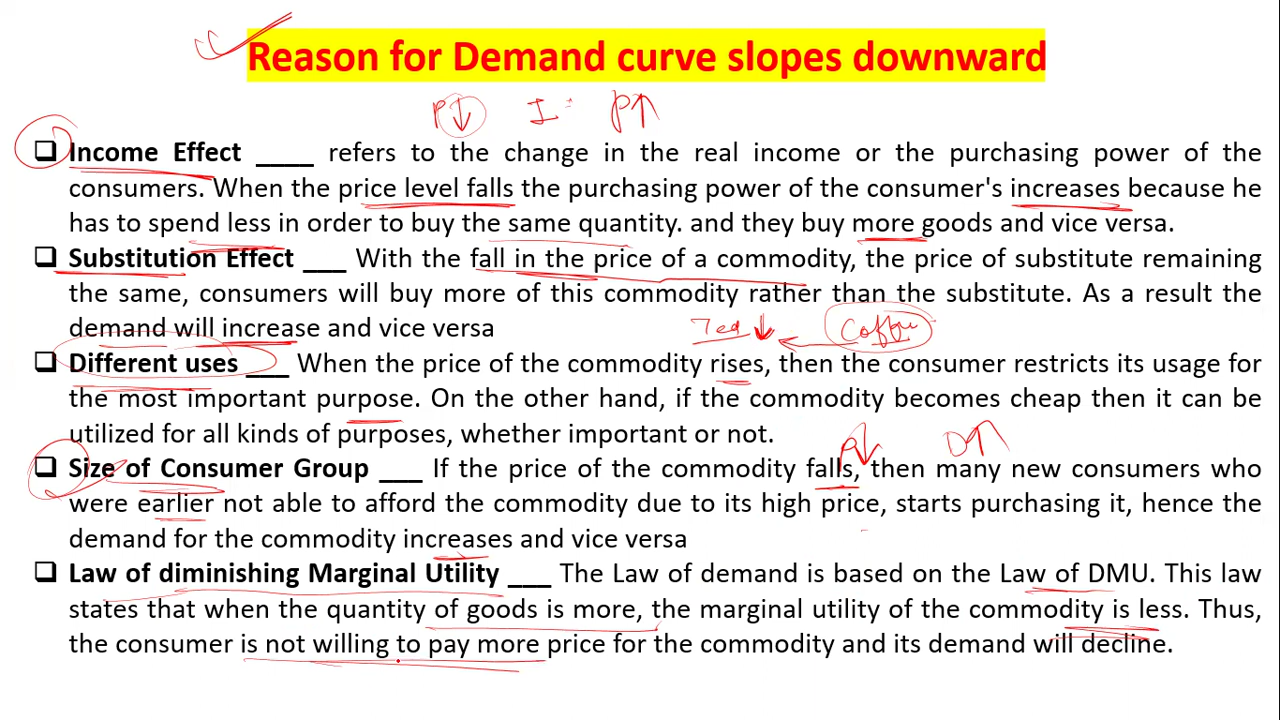 Reason for Demand curve slopes downward
P↓ I = P↑
❑ Income Effect ____ refers to the change in the real income or the purchasing power of the
consumers. When the price level falls the purchasing power of the consumer's increases because he
has to spend less in order to buy the same quantity. and they buy more goods and vice versa.
❑ Substitution Effect ___ With the fall in the price of a commodity, the price of substitute remaining
the same, consumers will buy more of this commodity rather than the substitute. As a result the
demand will increase and vice versa
Tea ↓ ← Coffee
❑ Different uses ___ When the price of the commodity rises, then the consumer restricts its usage for
the most important purpose. On the other hand, if the commodity becomes cheap then it can be
utilized for all kinds of purposes, whether important or not.
P↓ D↑
❑ Size of Consumer Group ___ If the price of the commodity falls, then many new consumers who
were earlier not able to afford the commodity due to its high price, starts purchasing it, hence the
demand for the commodity increases and vice versa
❑ Law of diminishing Marginal Utility ___ The Law of demand is based on the Law of DMU. This law
states that when the quantity of goods is more, the marginal utility of the commodity is less. Thus,
the consumer is not willing to pay more price for the commodity and its demand will decline.